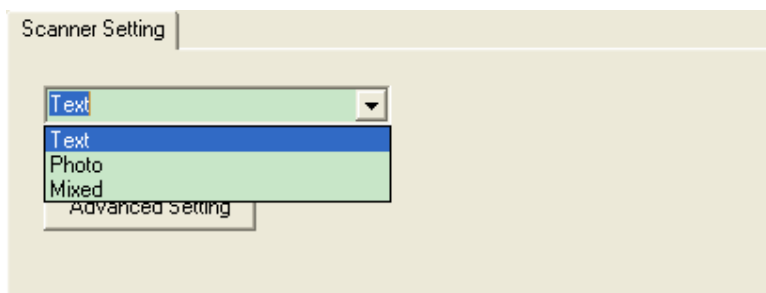 Scanner Setting
Text
Text
Photo
Mixed
Advanced Setting